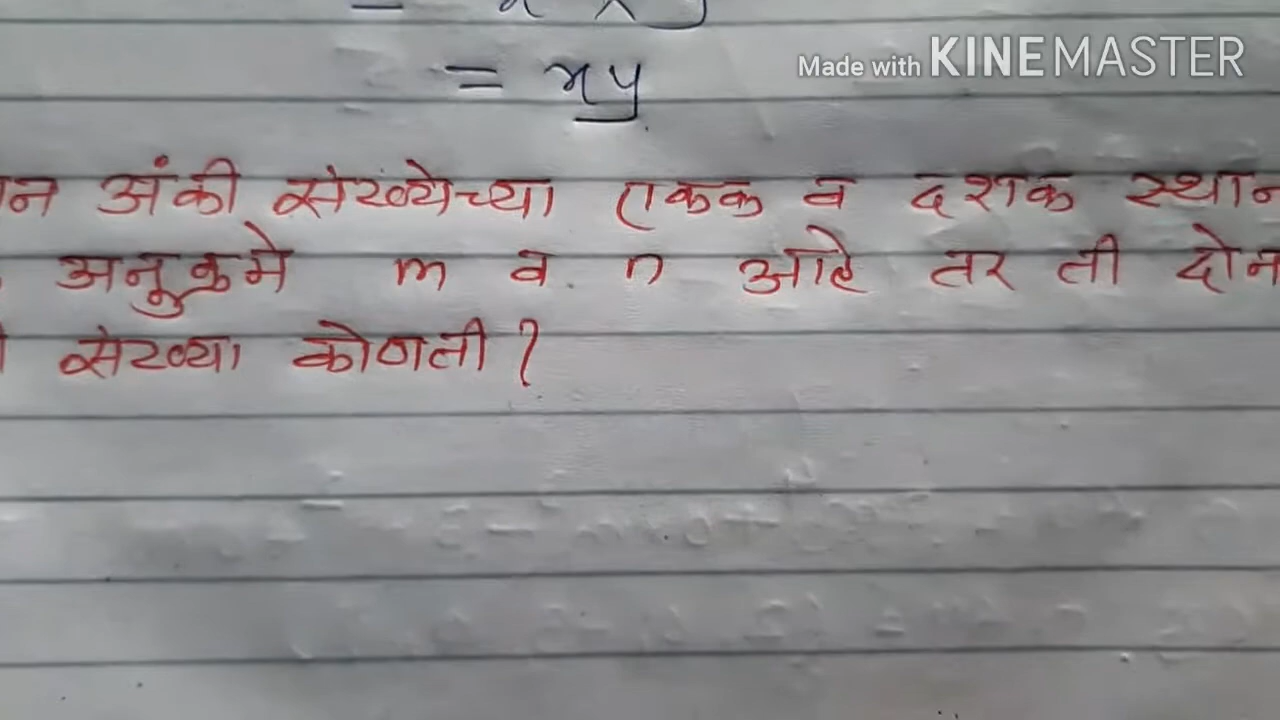 Made with KINEMASTER
= xy
अंकी संख्येच्या एकक व दशक स्थान
अनुक्रमे m व n आहे तर ती दोन
संख्या कोणती?